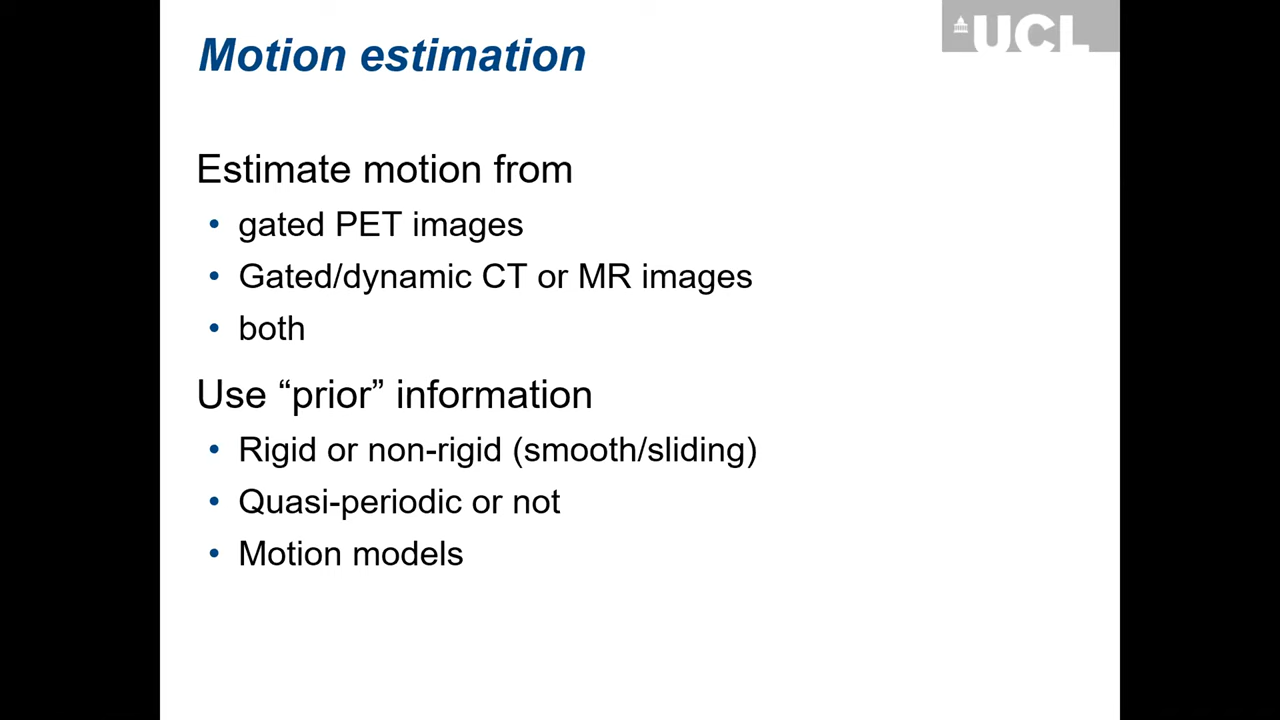 UCL
Motion estimation
Estimate motion from
• gated PET images
• Gated/dynamic CT or MR images
• both
Use “prior” information
• Rigid or non-rigid (smooth/sliding)
• Quasi-periodic or not
• Motion models